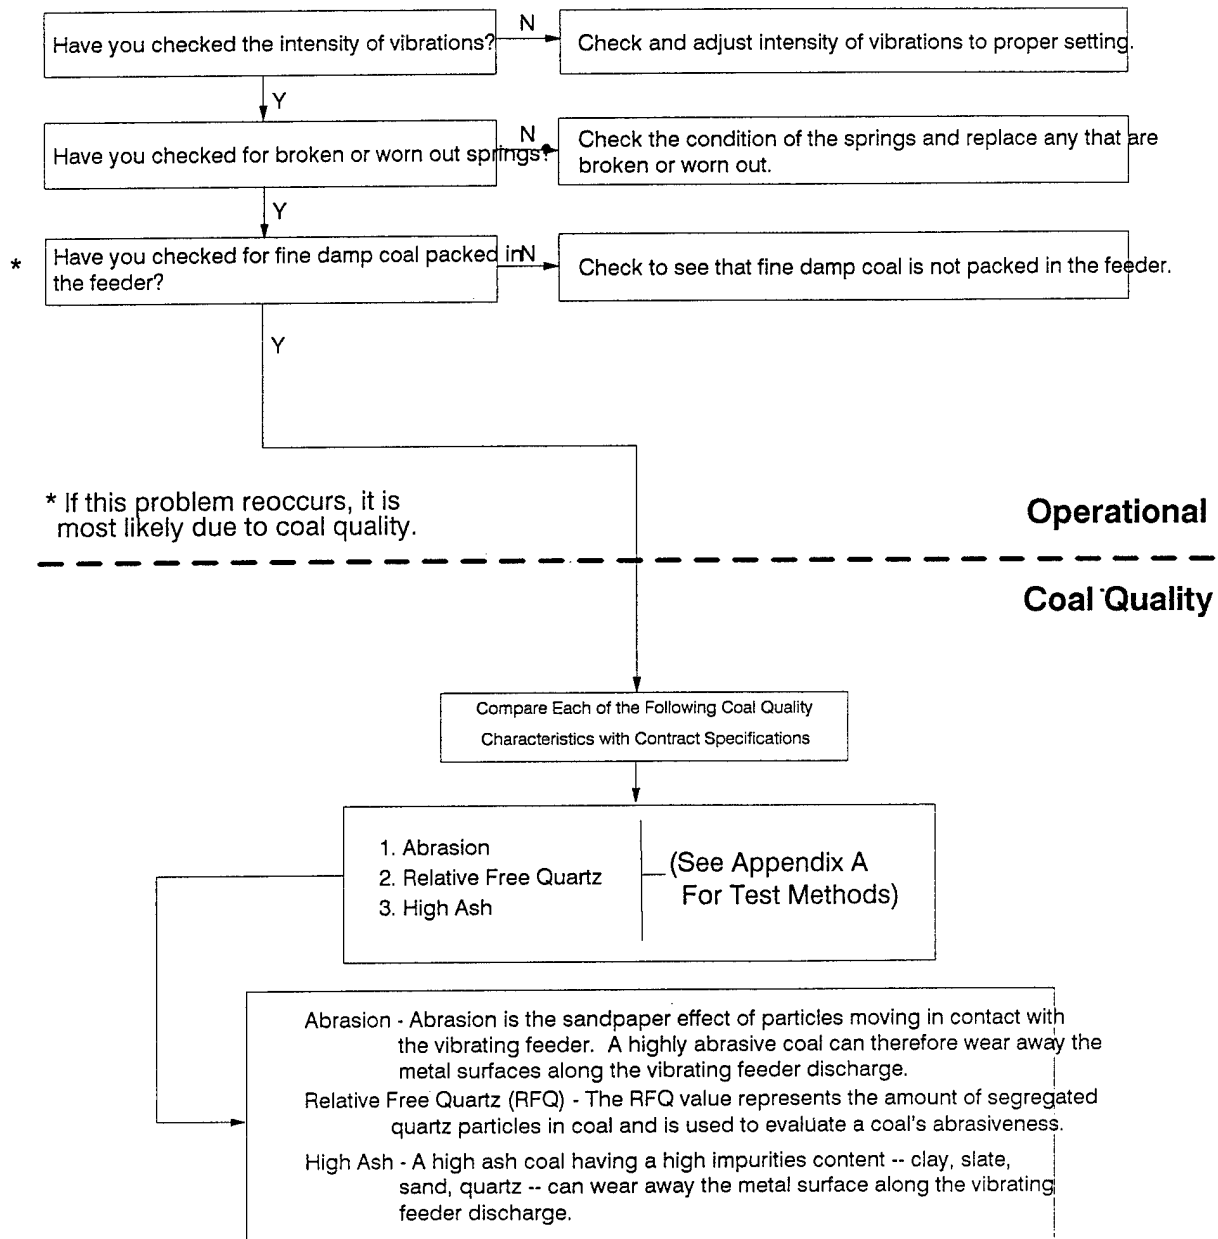 Have you checked the intensity of vibrations?
N
Check and adjust intensity of vibrations to proper setting.
Y
Have you checked for broken or worn out springs?
N
Check the condition of the springs and replace any that are
broken or worn out.
Y
*
Have you checked for fine damp coal packed in
the feeder?
N
Check to see that fine damp coal is not packed in the feeder.
Y
* If this problem reoccurs, it is
most likely due to coal quality.
Operational
Coal Quality
Compare Each of the Following Coal Quality
Characteristics with Contract Specifications
1. Abrasion
2. Relative Free Quartz
3. High Ash
(See Appendix A
For Test Methods)
Abrasion - Abrasion is the sandpaper effect of particles moving in contact with
the vibrating feeder. A highly abrasive coal can therefore wear away the
metal surfaces along the vibrating feeder discharge.
Relative Free Quartz (RFQ) - The RFQ value represents the amount of segregated
quartz particles in coal and is used to evaluate a coal's abrasiveness.
High Ash - A high ash coal having a high impurities content -- clay, slate,
sand, quartz -- can wear away the metal surface along the vibrating
feeder discharge.